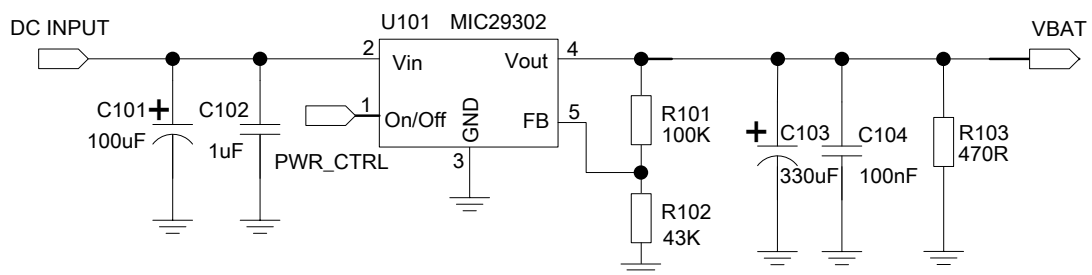 DC INPUT
U101 MIC29302
VBAT
2
4
Vin
Vout
C101
+
100uF
C102
1uF
1
On/Off
PWR_CTRL
GND
3
FB
5
R101
100K
R102
43K
+
C103
330uF
C104
100nF
R103
470R